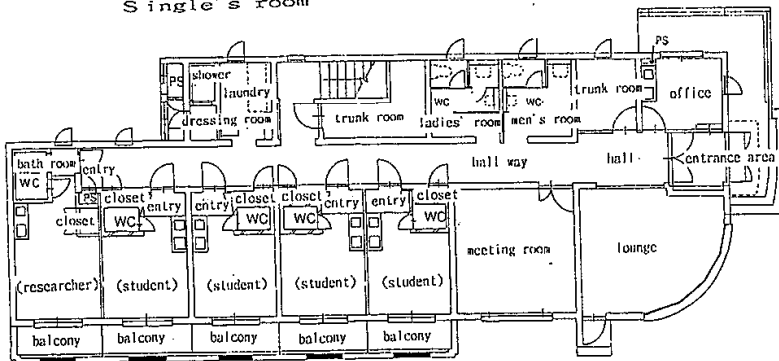 Single's room
PS
shower
laundry
dressing room
trunk room
WC
ladies' room
WC
men's room
trunk room
PS
office
bath room
WC
entry
hall way
hall
entrance area
PS
closet
closet
WC
entry
entry
closet
WC
closet
WC
entry
entry
closet
WC
meeting room
lounge
(researcher)
(student)
(student)
(student)
(student)
balcony
balcony
balcony
balcony
balcony